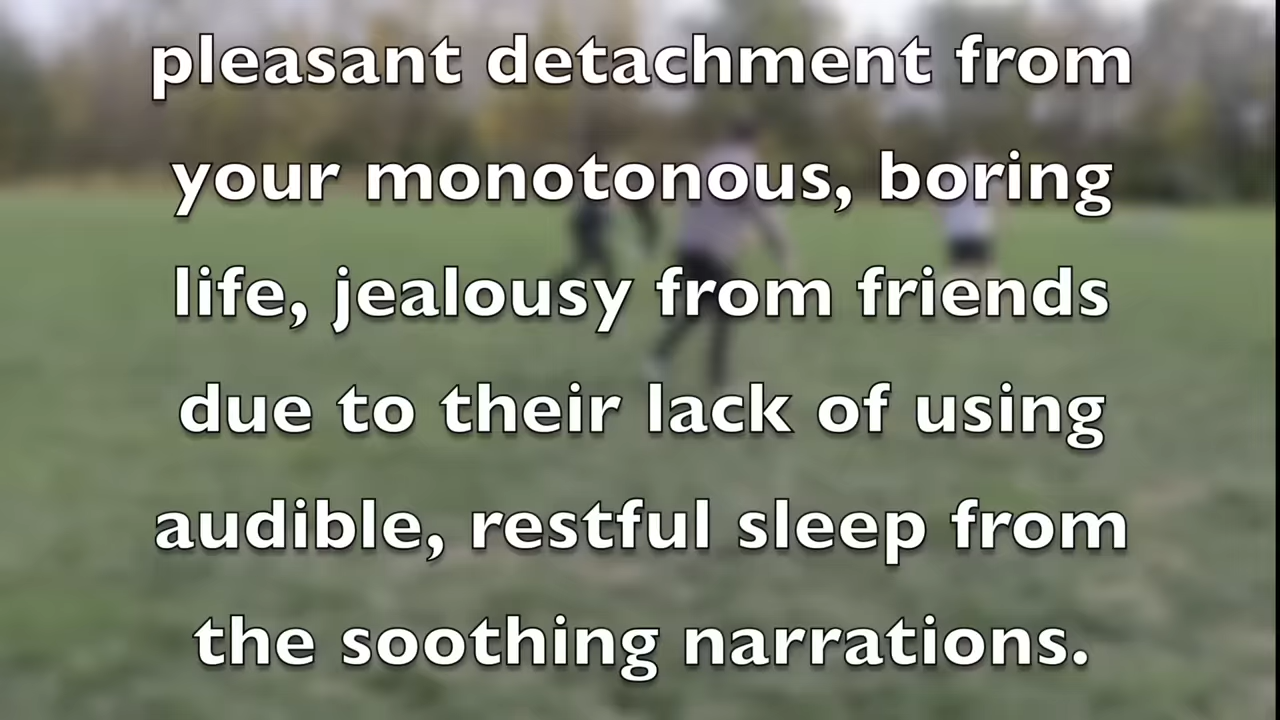 pleasant detachment from
your monotonous, boring
life, jealousy from friends
due to their lack of using
audible, restful sleep from
the soothing narrations.